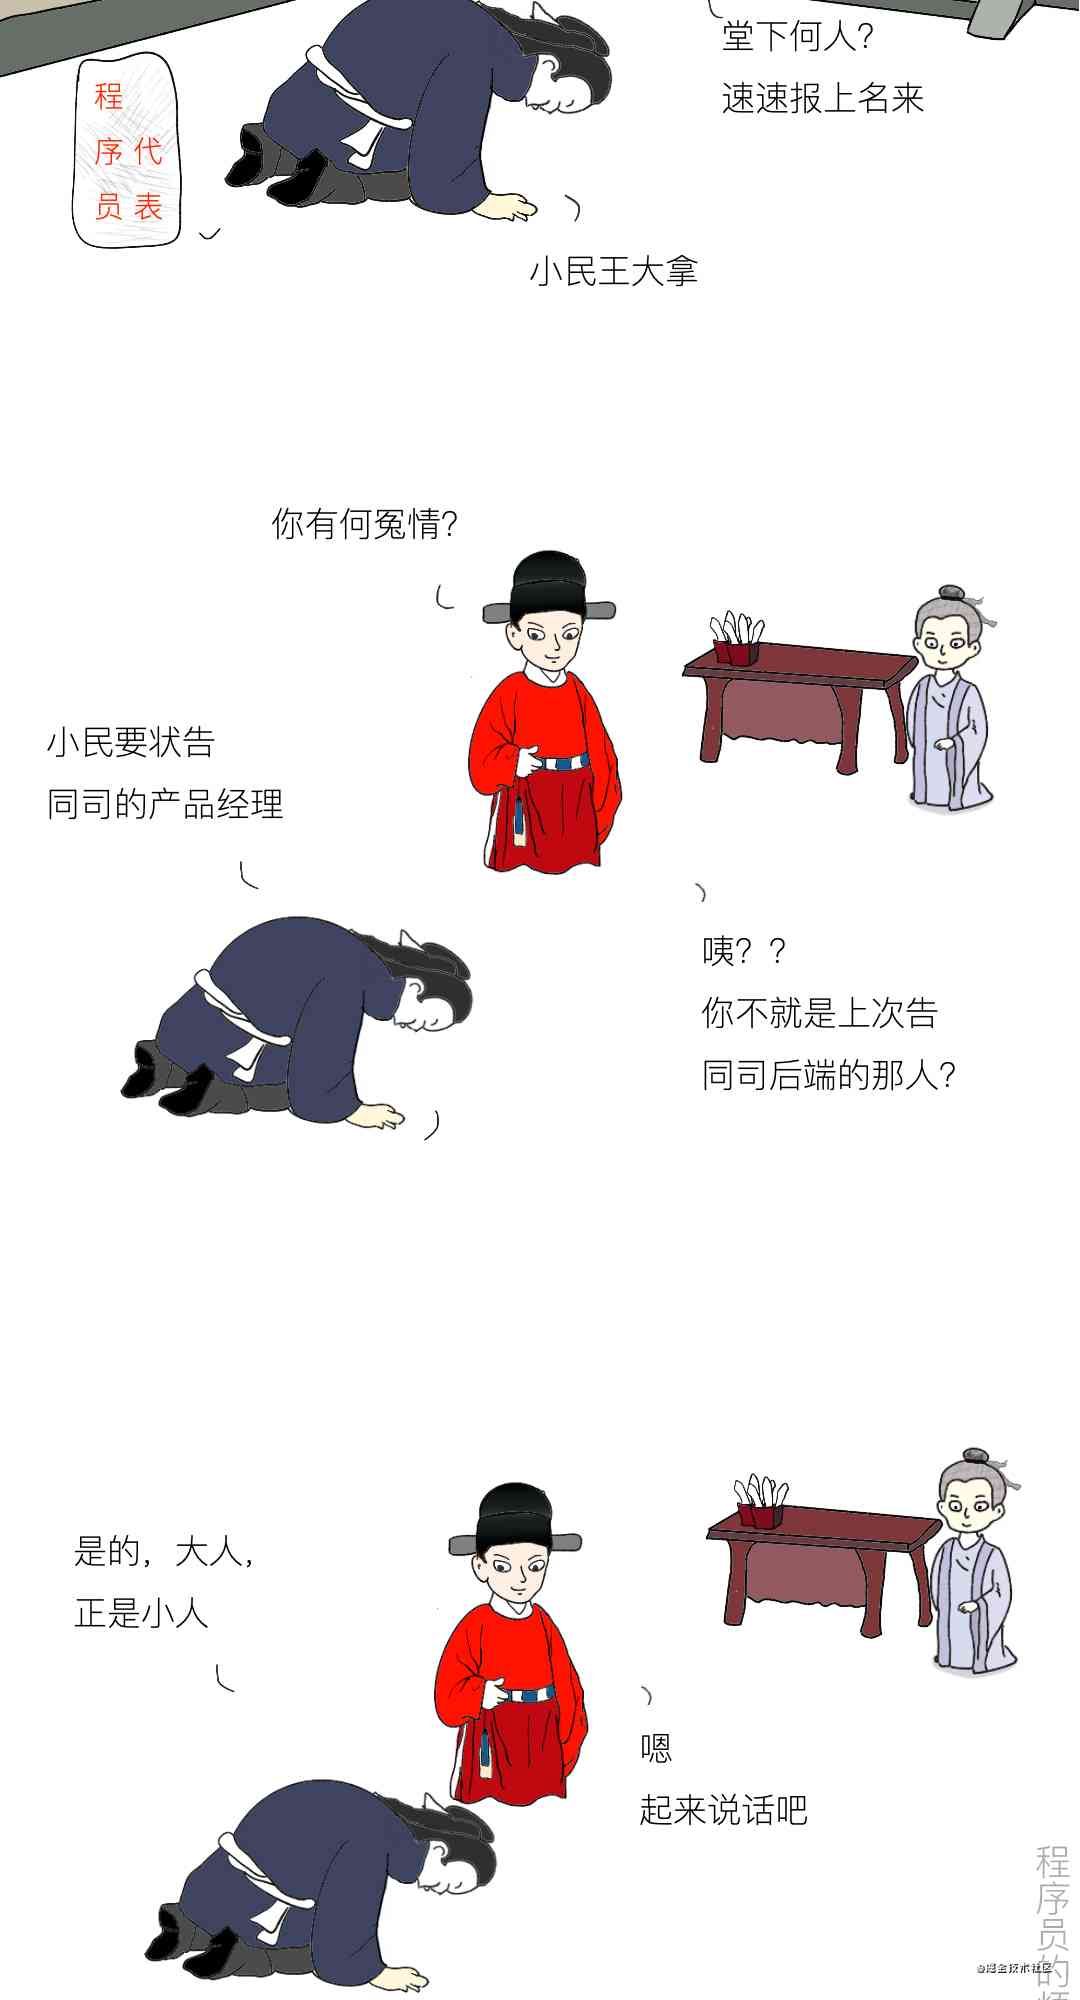 堂下何人?
速速报上名来
程序员
代表
小民王大拿
你有何冤情?
小民要状告
同司的产品经理
咦? ?
你不就是上次告
同司后端的那人?
是的, 大人,
正是小人
嗯
起来说话吧
程序员的烦
@掘金技术社区